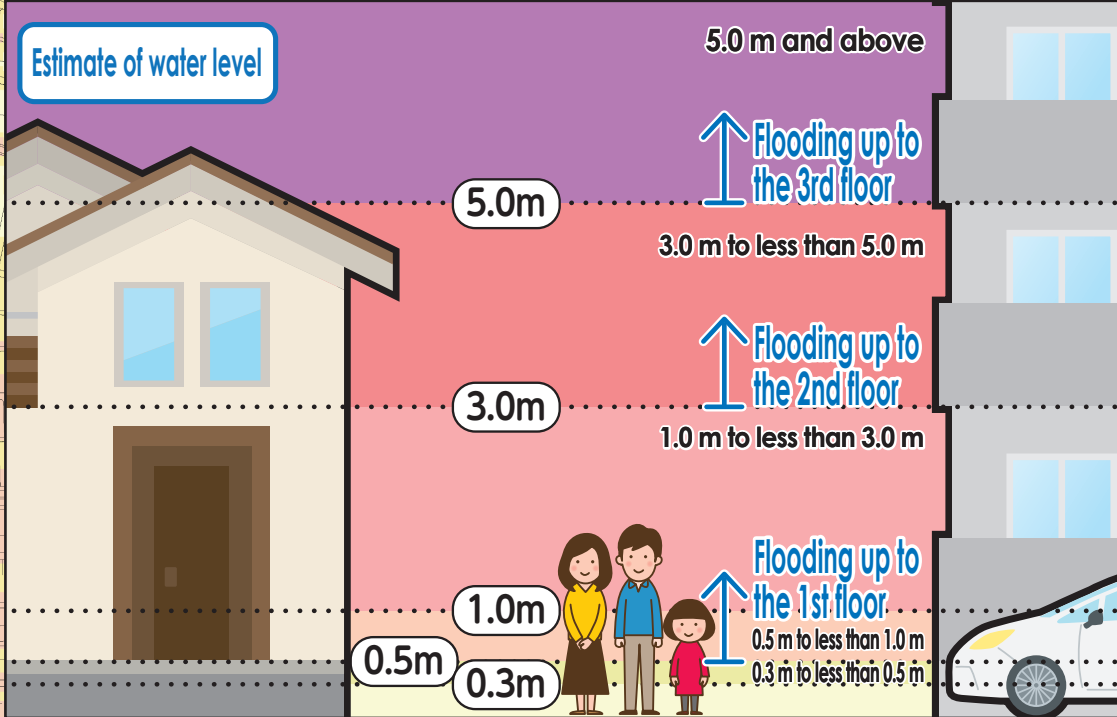 Estimate of water level
5.0 m and above
Flooding up to
the 3rd floor
5.0m
3.0 m to less than 5.0 m
Flooding up to
the 2nd floor
3.0m
1.0 m to less than 3.0 m
Flooding up to
the 1st floor
1.0m
0.5 m to less than 1.0 m
0.5m
0.3 m to less than 0.5 m
0.3m